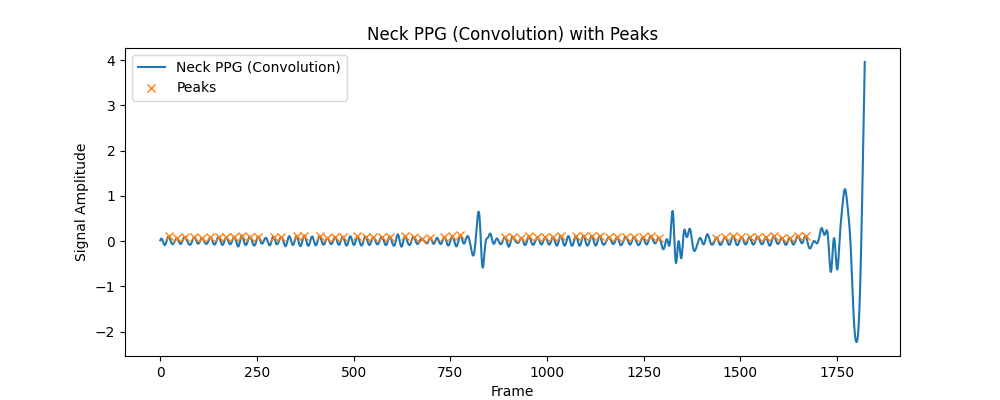 Neck PPG (Convolution) with Peaks
Neck PPG (Convolution)
Peaks
Signal Amplitude
4
3
2
1
0
−1
−2
0 250 500 750 1000 1250 1500 1750
Frame